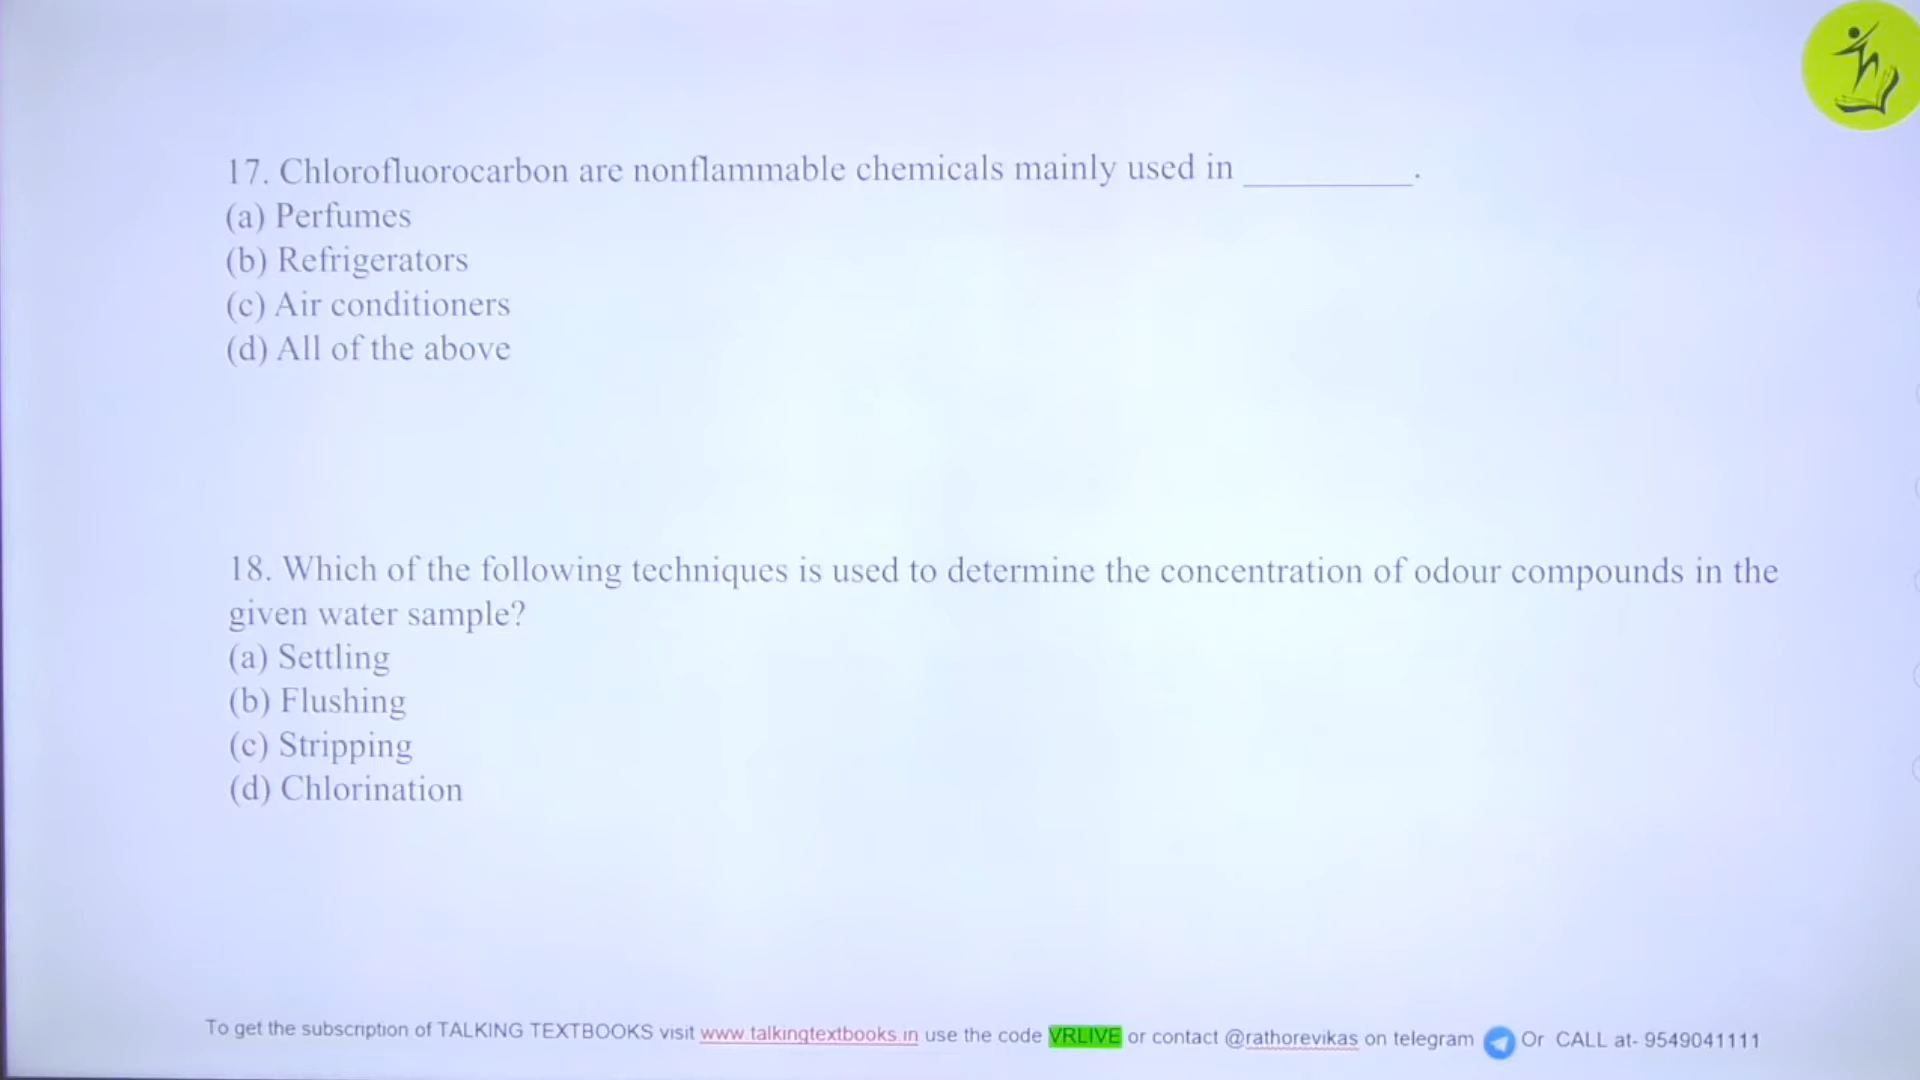 17. Chlorofluorocarbon are nonflammable chemicals mainly used in __________.
(a) Perfumes
(b) Refrigerators
(c) Air conditioners
(d) All of the above
18. Which of the following techniques is used to determine the concentration of odour compounds in the
given water sample?
(a) Settling
(b) Flushing
(c) Stripping
(d) Chlorination
To get the subscription of TALKING TEXTBOOKS visit www.talkingtextbooks.in use the code VRLIVE or contact @rathorevikas on telegram Or CALL at- 9549041111